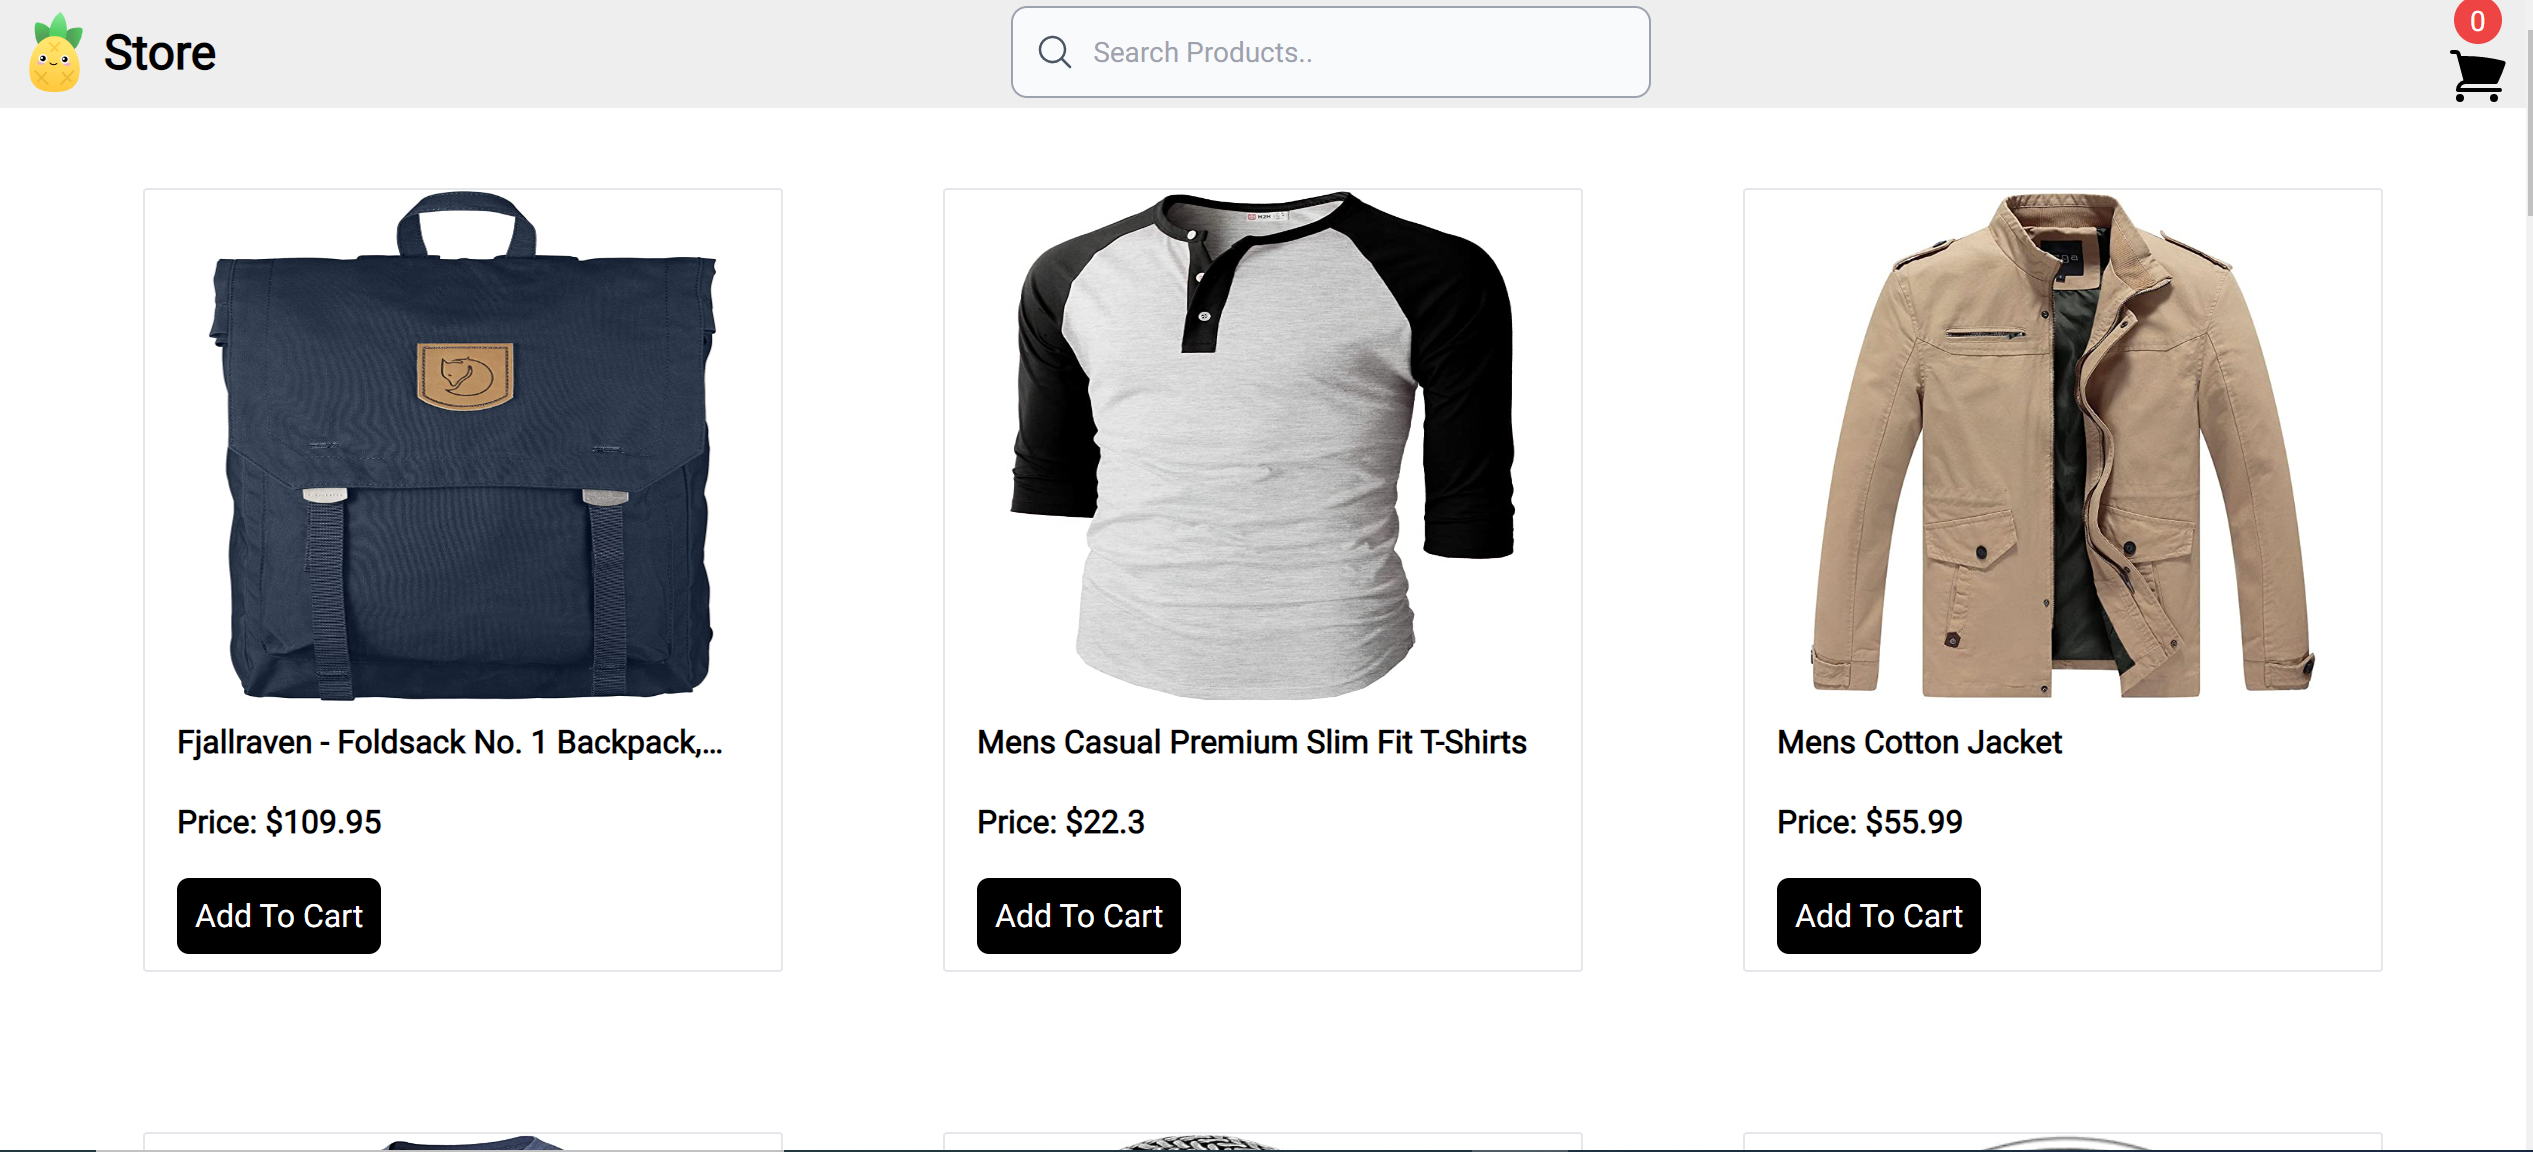 Store
Search Products..
0
Fjallraven - Foldsack No. 1 Backpack,...
Mens Casual Premium Slim Fit T-Shirts
Mens Cotton Jacket
Price: $109.95
Price: $22.3
Price: $55.99
Add To Cart
Add To Cart
Add To Cart